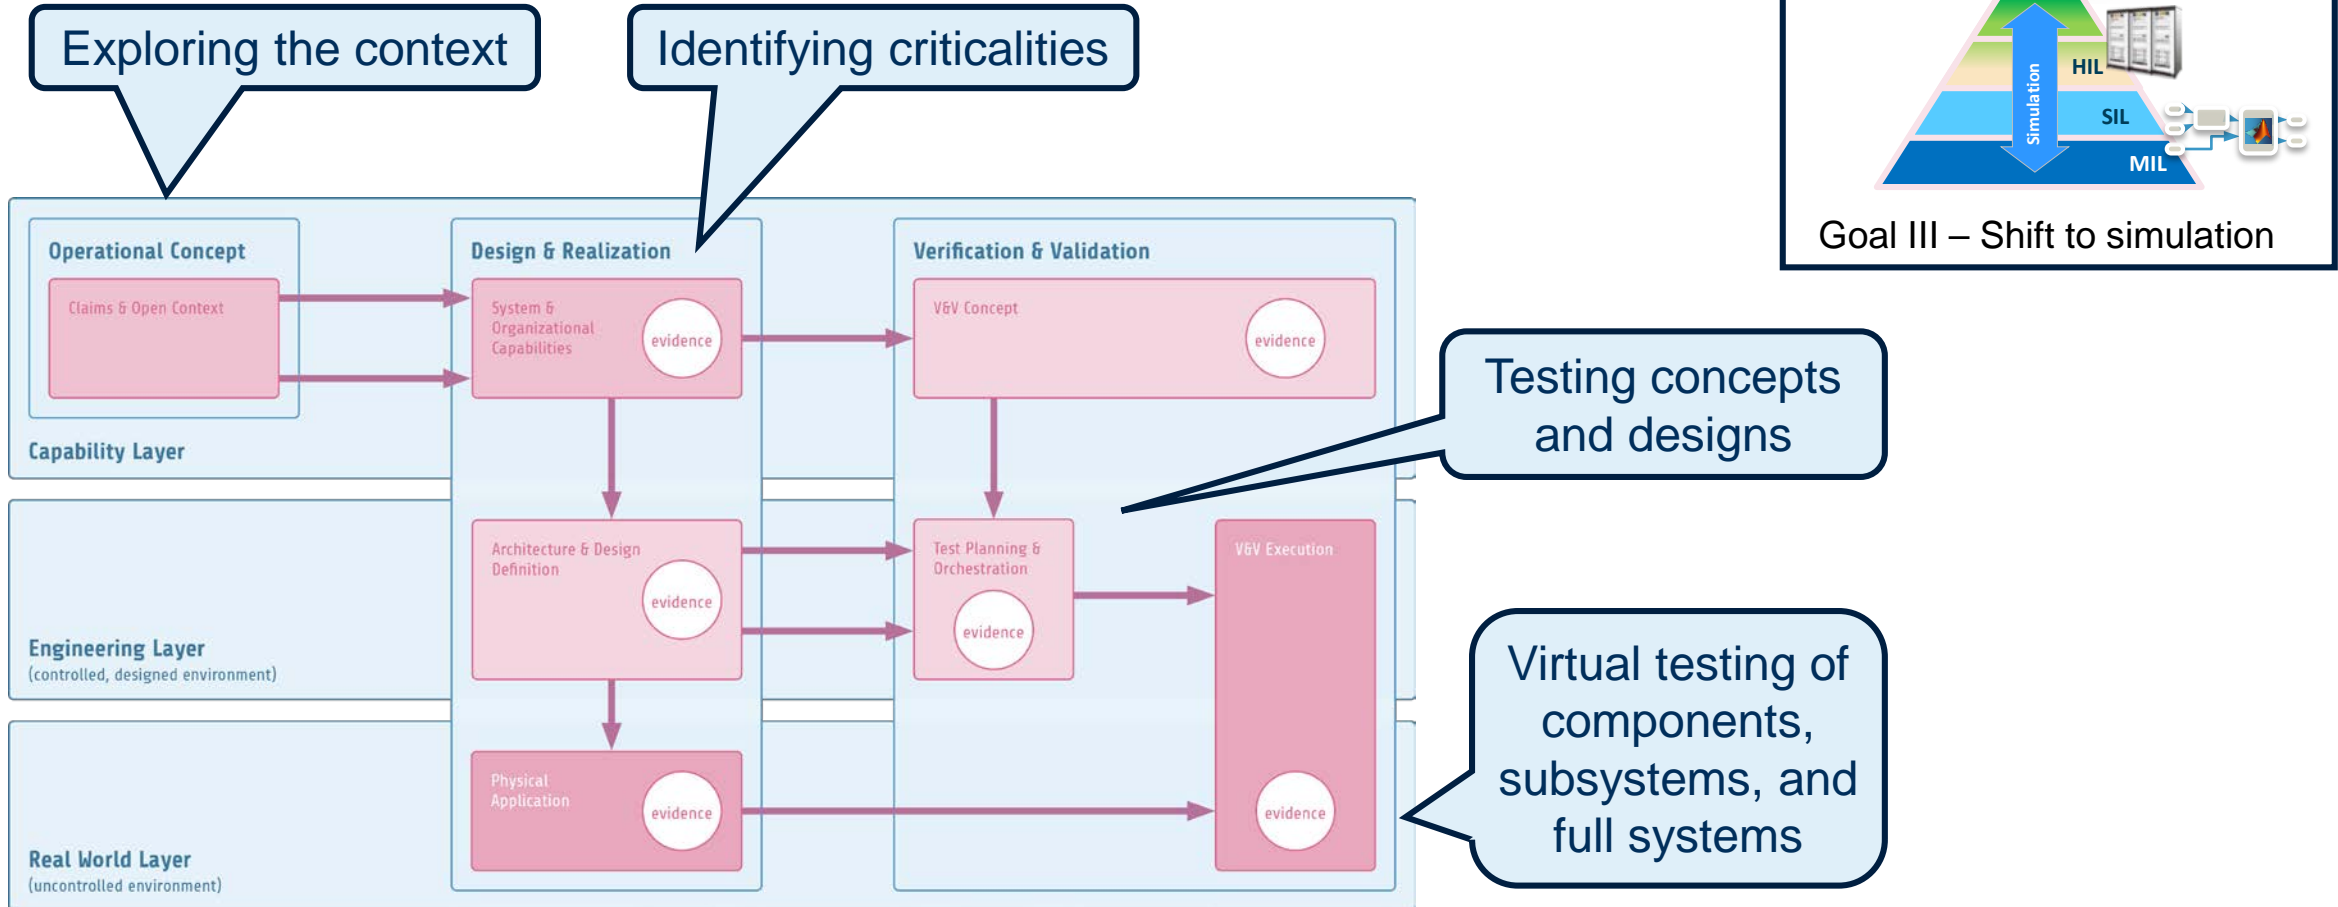 Exploring the context
Identifying criticalities
Simulation
HIL
SIL
MIL
Goal III – Shift to simulation
Operational Concept
Claims & Open Context
Design & Realization
System &
Organizational
Capabilities
evidence
Verification & Validation
V&V Concept
evidence
Capability Layer
Testing concepts
and designs
Architecture & Design
Definition
evidence
Test Planning &
Orchestration
evidence
V&V Execution
evidence
Engineering Layer
(controlled, designed environment)
Physical
Application
evidence
Real World Layer
(uncontrolled environment)
Virtual testing of
components,
subsystems, and
full systems